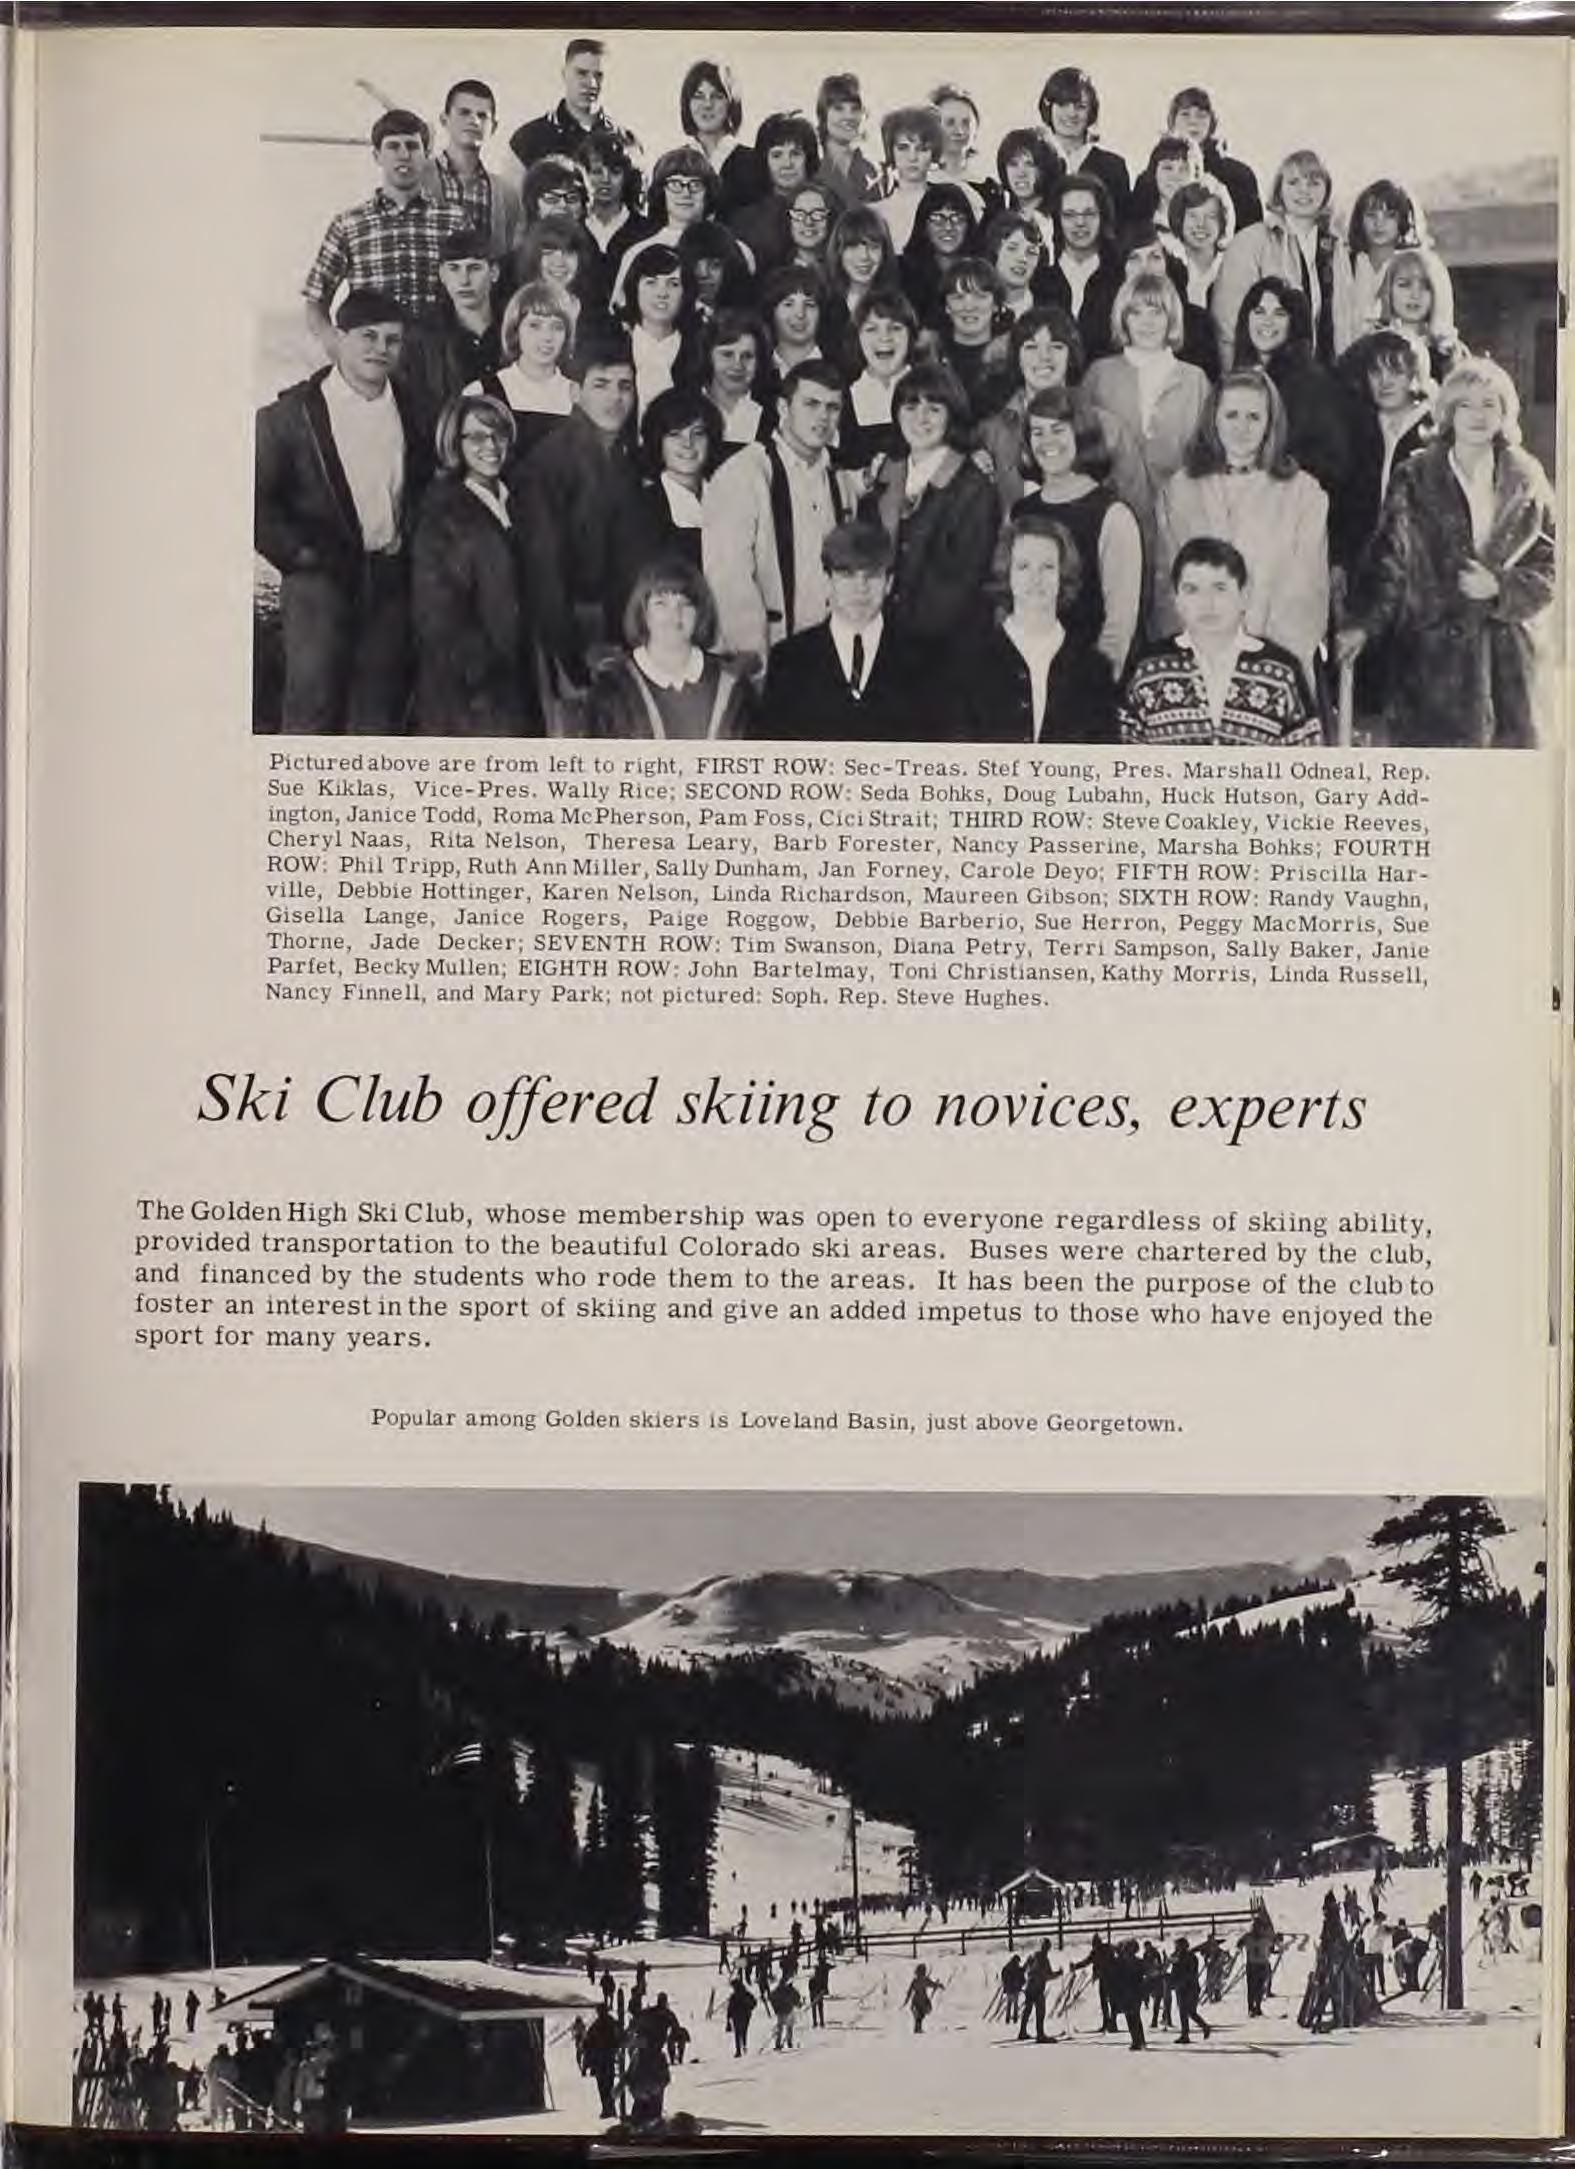 Pictured above are from left to right, FIRST ROW: Sec-Treas. Stef Young, Pres. Marshall Odneal, Rep.
Sue Kiklas, Vice-Pres. Wally Rice; SECOND ROW: Seda Bohks, Doug Lubahn, Huck Hutson, Gary Add-
ington, Janice Todd, Roma McPherson, Pam Foss, Cici Strait; THIRD ROW: Steve Coakley, Vickie Reeves,
Cheryl Naas, Rita Nelson, Theresa Leary, Barb Forester, Nancy Passerine, Marsha Bohks; FOURTH
ROW: Phil Tripp, Ruth Ann Miller, Sally Dunham, Jan Forney, Carole Deyo; FIFTH ROW: Priscilla Har-
ville, Debbie Hottinger, Karen Nelson, Linda Richardson, Maureen Gibson; SIXTH ROW: Randy Vaughn,
Gisella Lange, Janice Rogers, Paige Roggow, Debbie Barberio, Sue Herron, Peggy MacMorris, Sue
Thorne, Jade Decker; SEVENTH ROW: Tim Swanson, Diana Petry, Terri Sampson, Sally Baker, Janie
Parfet, Becky Mullen; EIGHTH ROW: John Bartelmay, Toni Christiansen, Kathy Morris, Linda Russell,
Nancy Finnell, and Mary Park; not pictured: Soph. Rep. Steve Hughes.
Ski Club offered skiing to novices, experts
The Golden High Ski Club, whose membership was open to everyone regardless of skiing ability,
provided transportation to the beautiful Colorado ski areas. Buses were chartered by the club,
and financed by the students who rode them to the areas. It has been the purpose of the club to
foster an interest in the sport of skiing and give an added impetus to those who have enjoyed the
sport for many years.
Popular among Golden skiers is Loveland Basin, just above Georgetown.